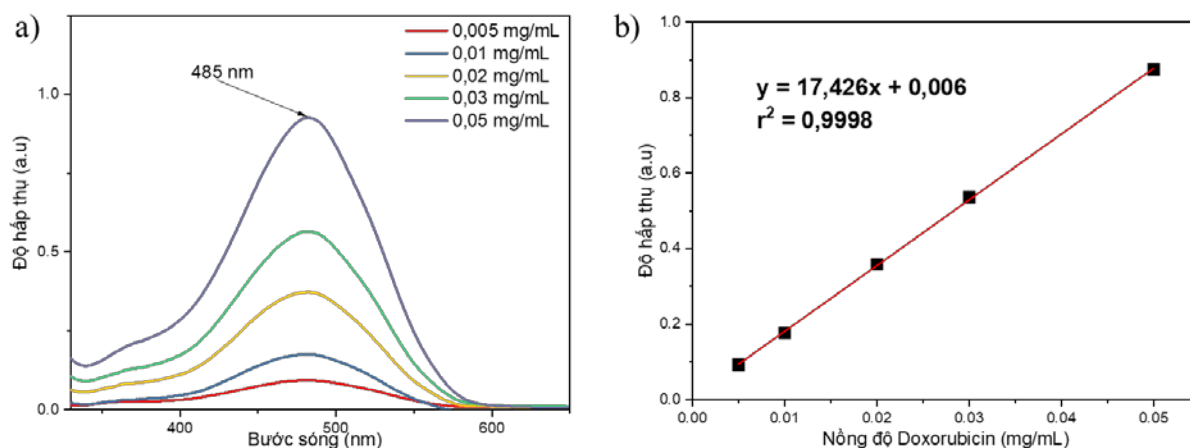 a)
0,005 mg/mL
0,01 mg/mL
0,02 mg/mL
0,03 mg/mL
0,05 mg/mL
485 nm
1.0
0.5
0.0
400
500
600
Độ hấp thụ (a.u)
Bước sóng (nm)
b)
y = 17,426x + 0,006
r² = 0,9998
1.0
0.8
0.6
0.4
0.2
0.0
0.00
0.01
0.02
0.03
0.04
0.05
Độ hấp thụ (a.u)
Nồng độ Doxorubicin (mg/mL)